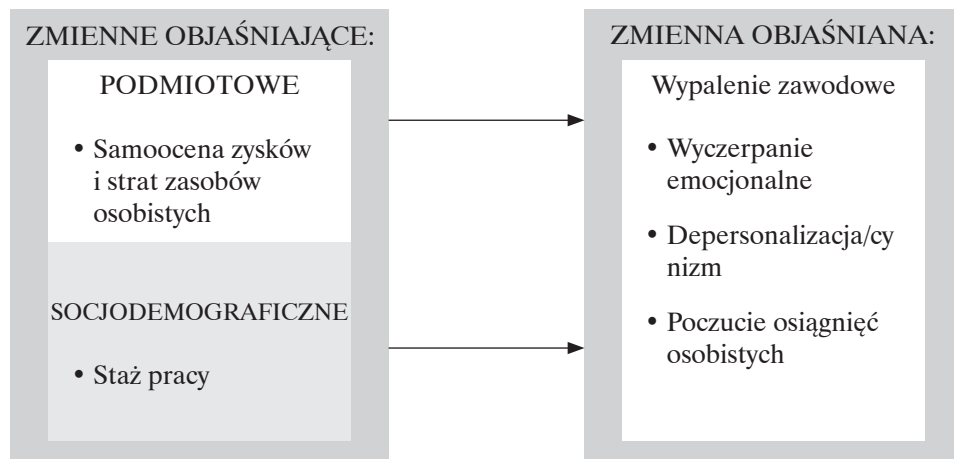 ZMIENNE OBJAŚNIAJĄCE:
PODMIOTOWE
• Samoocena zysków
i strat zasobów
osobistych
SOCJODEMOGRAFICZNE
• Staż pracy
ZMIENNA OBJAŚNIANA:
Wypalenie zawodowe
• Wyczerpanie
emocjonalne
• Depersonalizacja/cy
nizm
• Poczucie osiągnięć
osobistych